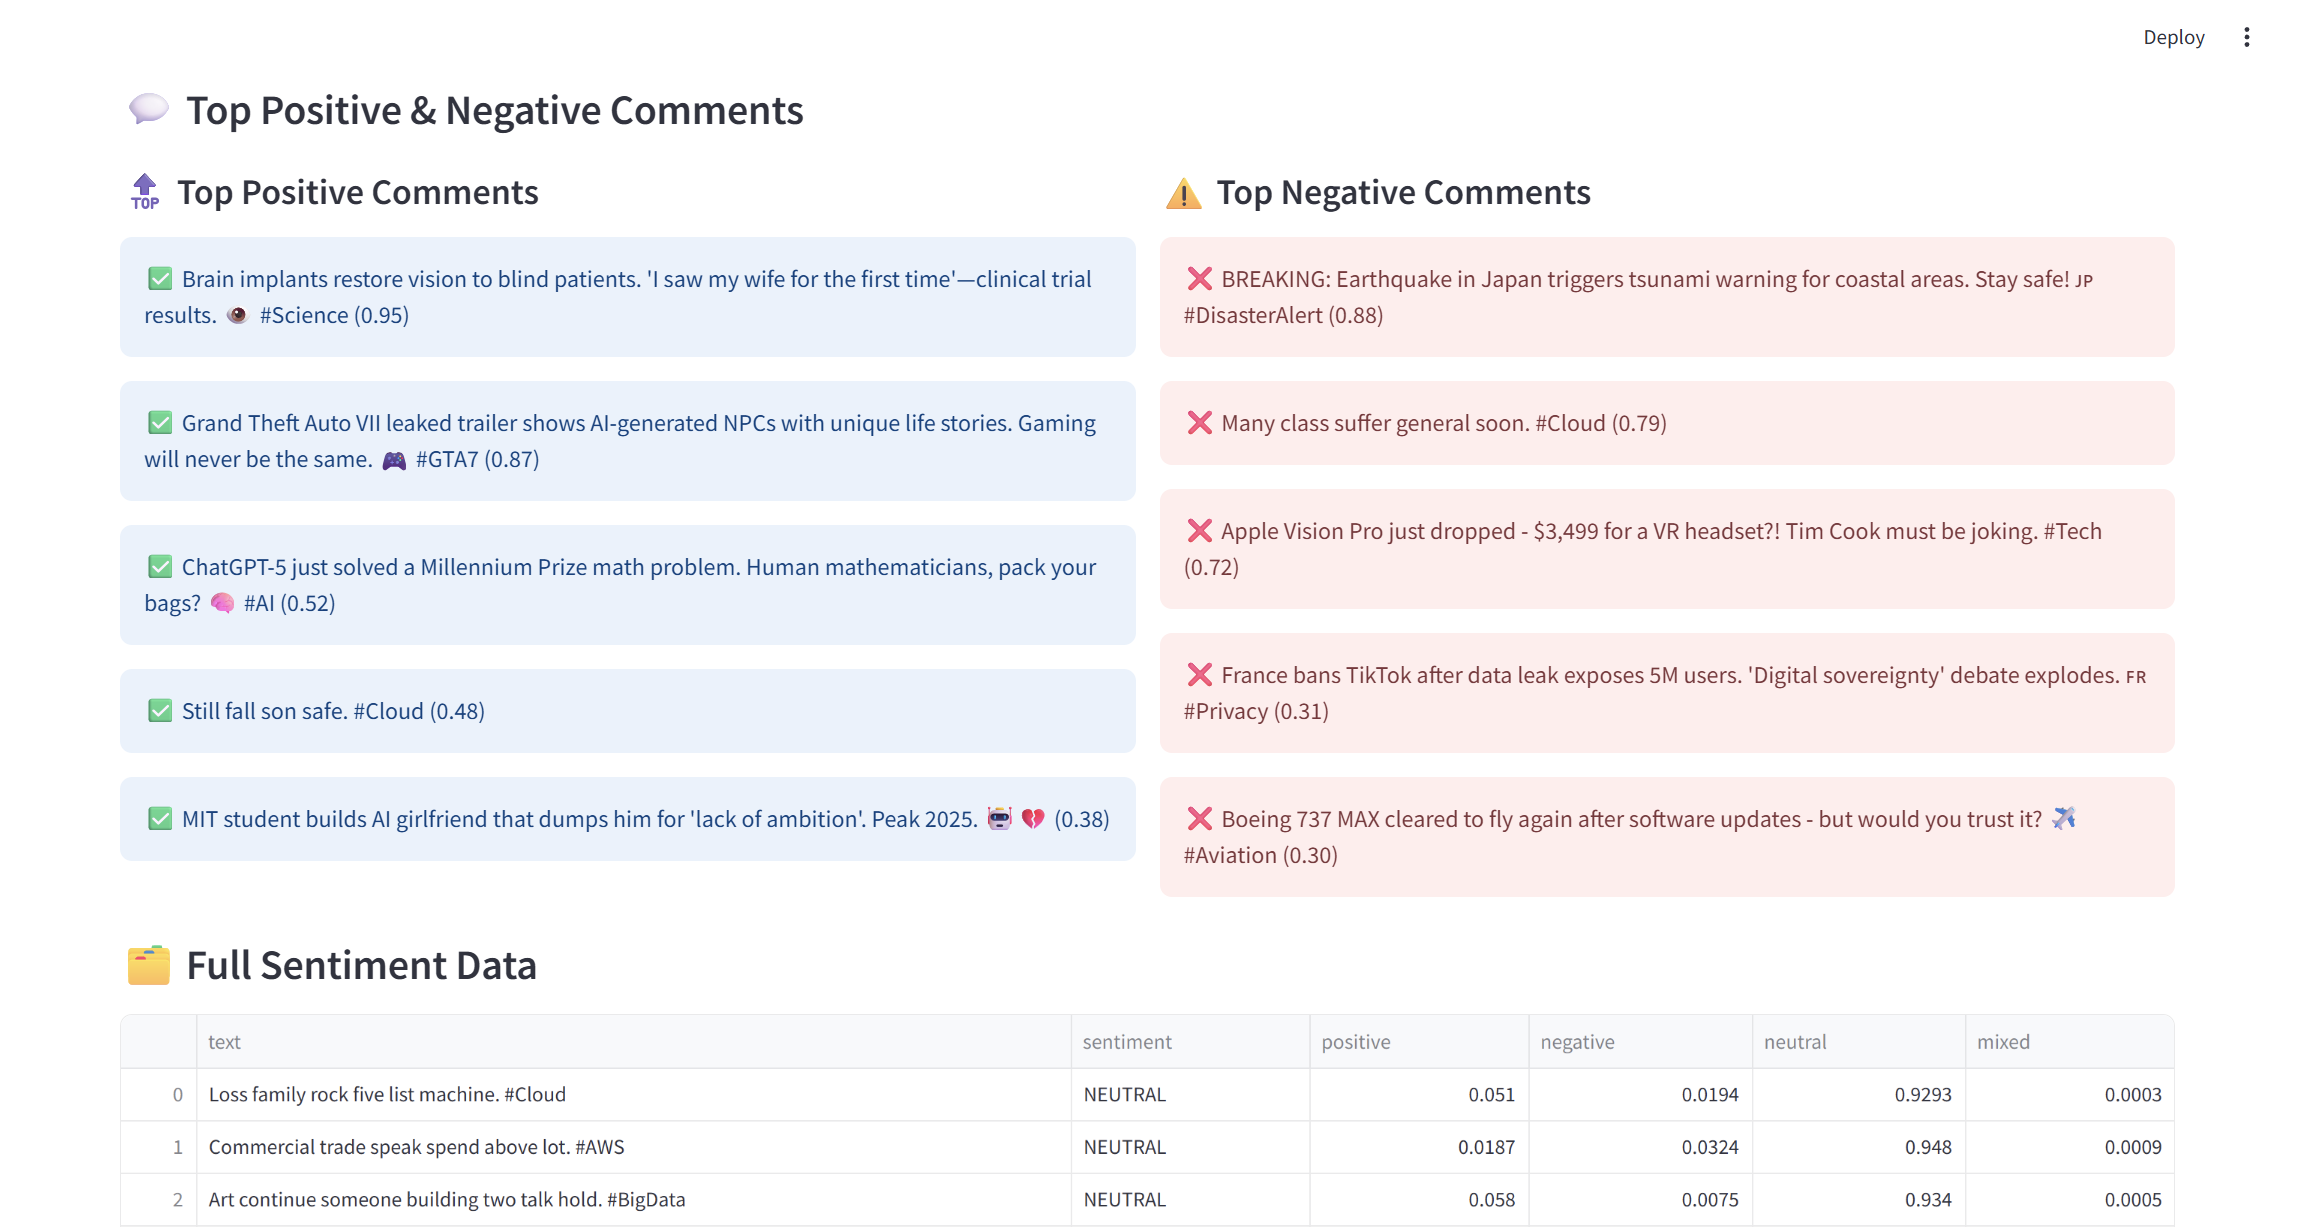 Deploy
Top Positive & Negative Comments
TOP
Top Positive Comments
Brain implants restore vision to blind patients. 'I saw my wife for the first time'—clinical trial
results. 👁️ #Science (0.95)
Grand Theft Auto VII leaked trailer shows AI-generated NPCs with unique life stories. Gaming
will never be the same. 🎮 #GTA7 (0.87)
ChatGPT-5 just solved a Millennium Prize math problem. Human mathematicians, pack your
bags? 🧠 #AI (0.52)
Still fall son safe. #Cloud (0.48)
MIT student builds AI girlfriend that dumps him for 'lack of ambition'. Peak 2025. 🤖 💔 (0.38)
Top Negative Comments
BREAKING: Earthquake in Japan triggers tsunami warning for coastal areas. Stay safe! JP
#DisasterAlert (0.88)
Many class suffer general soon. #Cloud (0.79)
Apple Vision Pro just dropped - $3,499 for a VR headset?! Tim Cook must be joking. #Tech
(0.72)
France bans TikTok after data leak exposes 5M users. 'Digital sovereignty' debate explodes. FR
#Privacy (0.31)
Boeing 737 MAX cleared to fly again after software updates - but would you trust it? ✈️
#Aviation (0.30)
Full Sentiment Data
text sentiment positive negative neutral mixed
0 Loss family rock five list machine. #Cloud NEUTRAL 0.051 0.0194 0.9293 0.0003
1 Commercial trade speak spend above lot. #AWS NEUTRAL 0.0187 0.0324 0.948 0.0009
2 Art continue someone building two talk hold. #BigData NEUTRAL 0.058 0.0075 0.934 0.0005